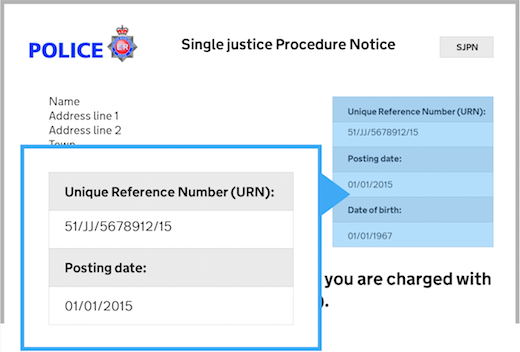 POLICE
Single justice Procedure Notice
SJPN
Name
Address line 1
Address line 2
Town
Unique Reference Number (URN):
51/JJ/5678912/15
Posting date:
01/01/2015
Date of birth:
01/01/1967
Unique Reference Number (URN):
51/JJ/5678912/15
Posting date:
01/01/2015
you are charged with
).